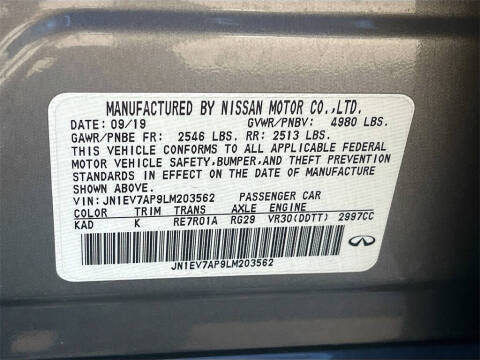 MANUFACTURED BY NISSAN MOTOR CO.,LTD.
DATE: 09/19 GVWR/PNBV: 4980 LBS.
GAWR/PNBE FR: 2546 LBS. RR: 2513 LBS.
THIS VEHICLE CONFORMS TO ALL APPLICABLE FEDERAL
MOTOR VEHICLE SAFETY,BUMPER,AND THEFT PREVENTION
STANDARDS IN EFFECT ON THE DATE OF MANUFACTURE
SHOWN ABOVE.
VIN: JN1EV7AP9LM203562 PASSENGER CAR
COLOR TRIM TRANS AXLE ENGINE
KAD K RE7R01A RG29 VR30(DDTT) 2997CC
JN1EV7AP9LM203562